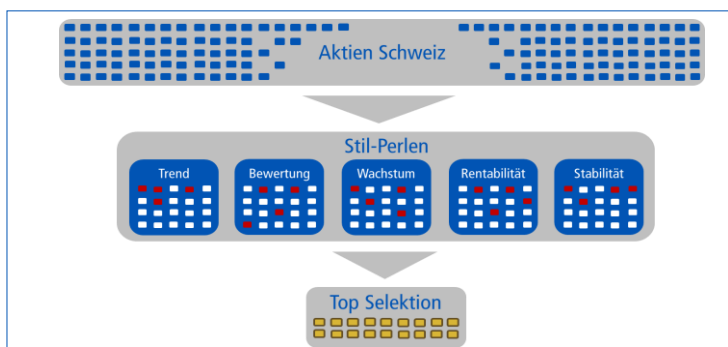 Aktien Schweiz
Stil-Perlen
Trend
Bewertung
Wachstum
Rentabilität
Stabilität
Top Selektion